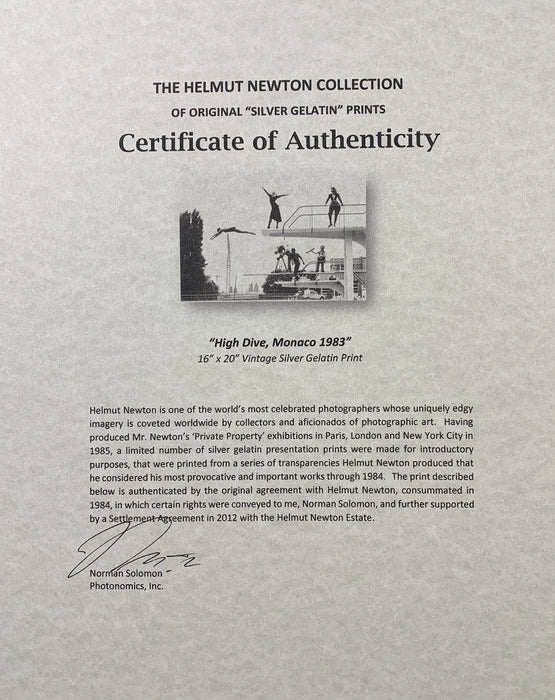 THE HELMUT NEWTON COLLECTION
OF ORIGINAL “SILVER GELATIN” PRINTS
Certificate of Authenticity
“High Dive, Monaco 1983”
16” x 20” Vintage Silver Gelatin Print
Helmut Newton is one of the world’s most celebrated photographers whose uniquely edgy
imagery is coveted worldwide by collectors and aficionados of photographic art. Having
produced Mr. Newton’s ‘Private Property’ exhibitions in Paris, London and New York City in
1985, a limited number of silver gelatin presentation prints were made for introductory
purposes, that were printed from a series of transparencies Helmut Newton produced that
he considered his most provocative and important works through 1984. The print described
below is authenticated by the original agreement with Helmut Newton, consummated in
1984, in which certain rights were conveyed to me, Norman Solomon, and further supported
by a Settlement Agreement in 2012 with the Helmut Newton Estate.
Norman Solomon
Photonomics, Inc.